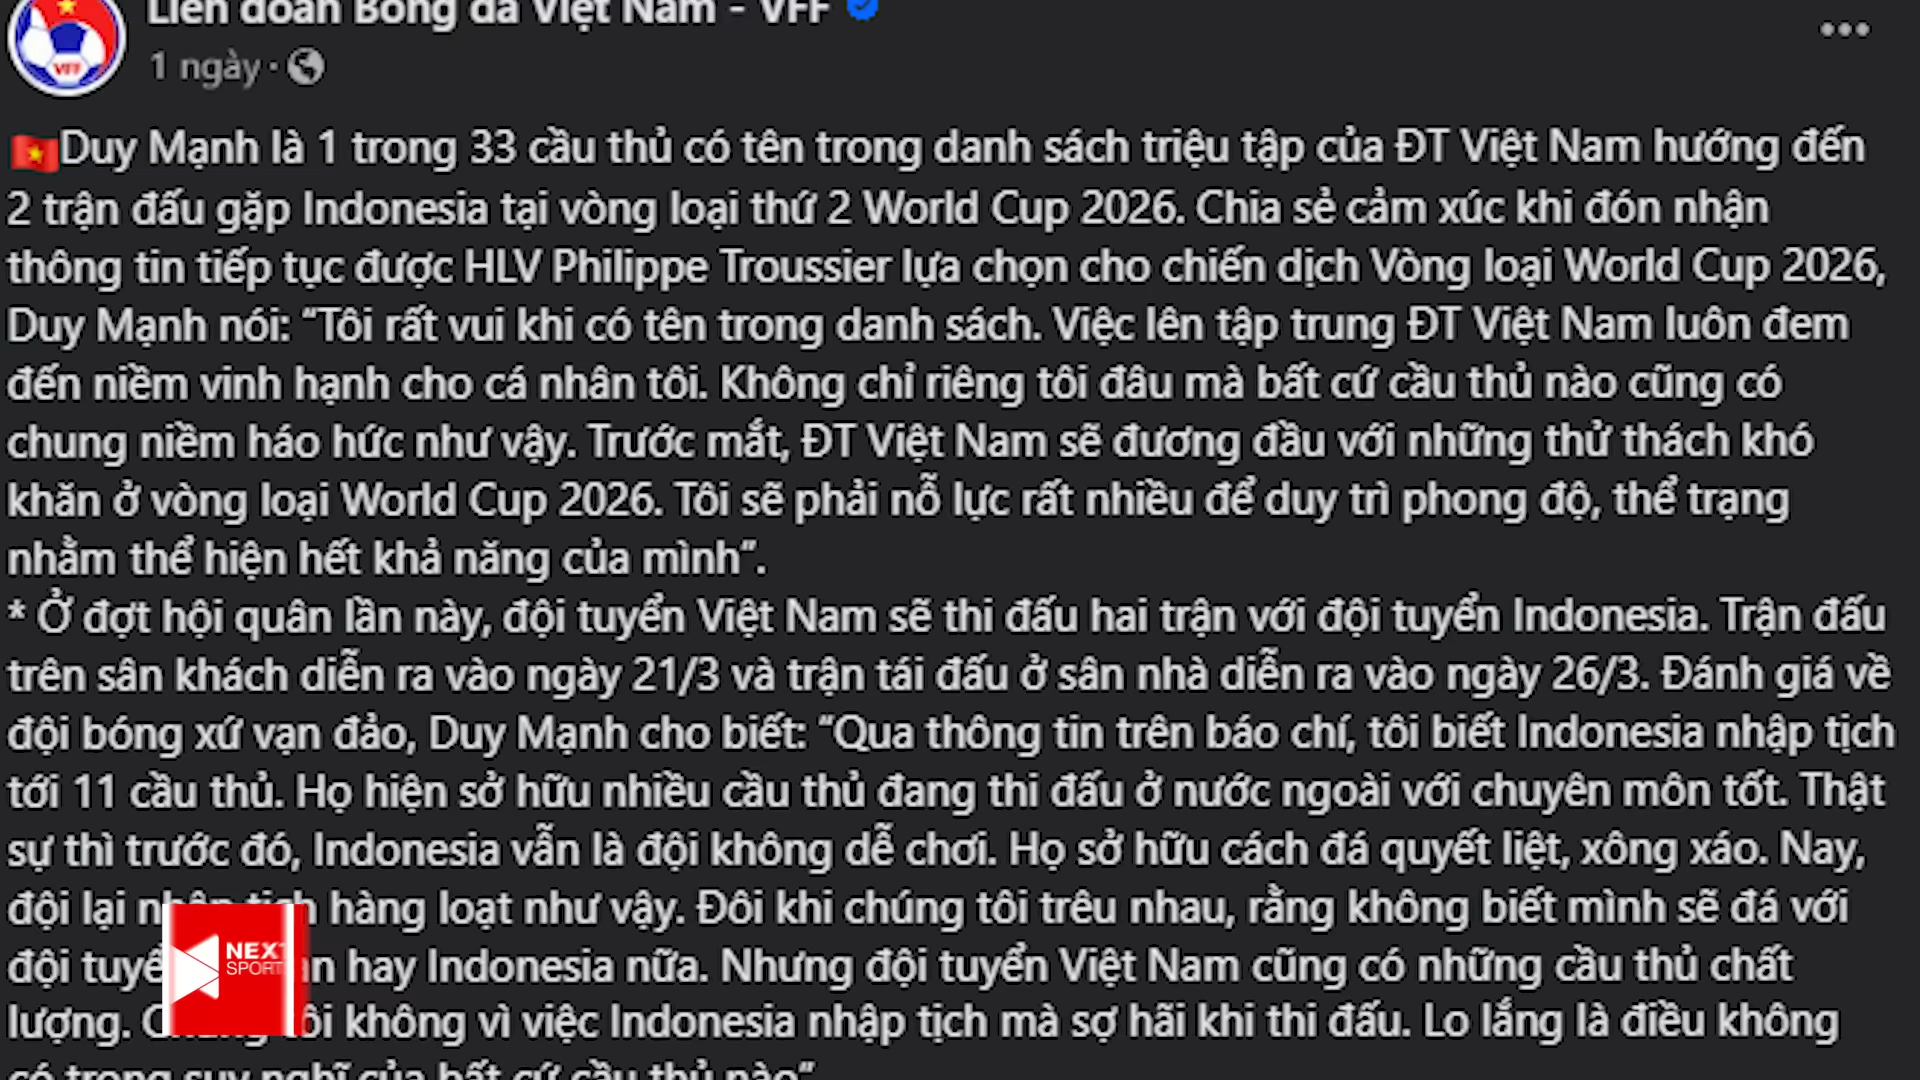 Liên đoàn Bóng đá Việt Nam - VFF
1 ngày ·
VFF
Duy Mạnh là 1 trong 33 cầu thủ có tên trong danh sách triệu tập của ĐT Việt Nam hướng đến
2 trận đấu gặp Indonesia tại vòng loại thứ 2 World Cup 2026. Chia sẻ cảm xúc khi đón nhận
thông tin tiếp tục được HLV Philippe Troussier lựa chọn cho chiến dịch Vòng loại World Cup 2026,
Duy Mạnh nói: “Tôi rất vui khi có tên trong danh sách. Việc lên tập trung ĐT Việt Nam luôn đem
đến niềm vinh hạnh cho cá nhân tôi. Không chỉ riêng tôi đâu mà bất cứ cầu thủ nào cũng có
chung niềm háo hức như vậy. Trước mắt, ĐT Việt Nam sẽ đương đầu với những thử thách khó
khăn ở vòng loại World Cup 2026. Tôi sẽ phải nỗ lực rất nhiều để duy trì phong độ, thể trạng
nhằm thể hiện hết khả năng của mình”.
* Ở đợt hội quân lần này, đội tuyển Việt Nam sẽ thi đấu hai trận với đội tuyển Indonesia. Trận đấu
trên sân khách diễn ra vào ngày 21/3 và trận tái đấu ở sân nhà diễn ra vào ngày 26/3. Đánh giá về
đội bóng xứ vạn đảo, Duy Mạnh cho biết: “Qua thông tin trên báo chí, tôi biết Indonesia nhập tịch
tới 11 cầu thủ. Họ hiện sở hữu nhiều cầu thủ đang thi đấu ở nước ngoài với chuyên môn tốt. Thật
sự thì trước đó, Indonesia vẫn là đội không dễ chơi. Họ sở hữu cách đá quyết liệt, xông xáo. Nay,
đội lại nhập tịch hàng loạt như vậy. Đôi khi chúng tôi trêu nhau, rằng không biết mình sẽ đá với
đội hay Indonesia nữa. Nhưng đội tuyển Việt Nam cũng có những cầu thủ chất
lượng. Chúng tôi không vì việc Indonesia nhập tịch mà sợ hãi khi thi đấu. Lo lắng là điều không
có trong suy nghĩ của bất cứ cầu thủ nào”
NEXT
SPORT